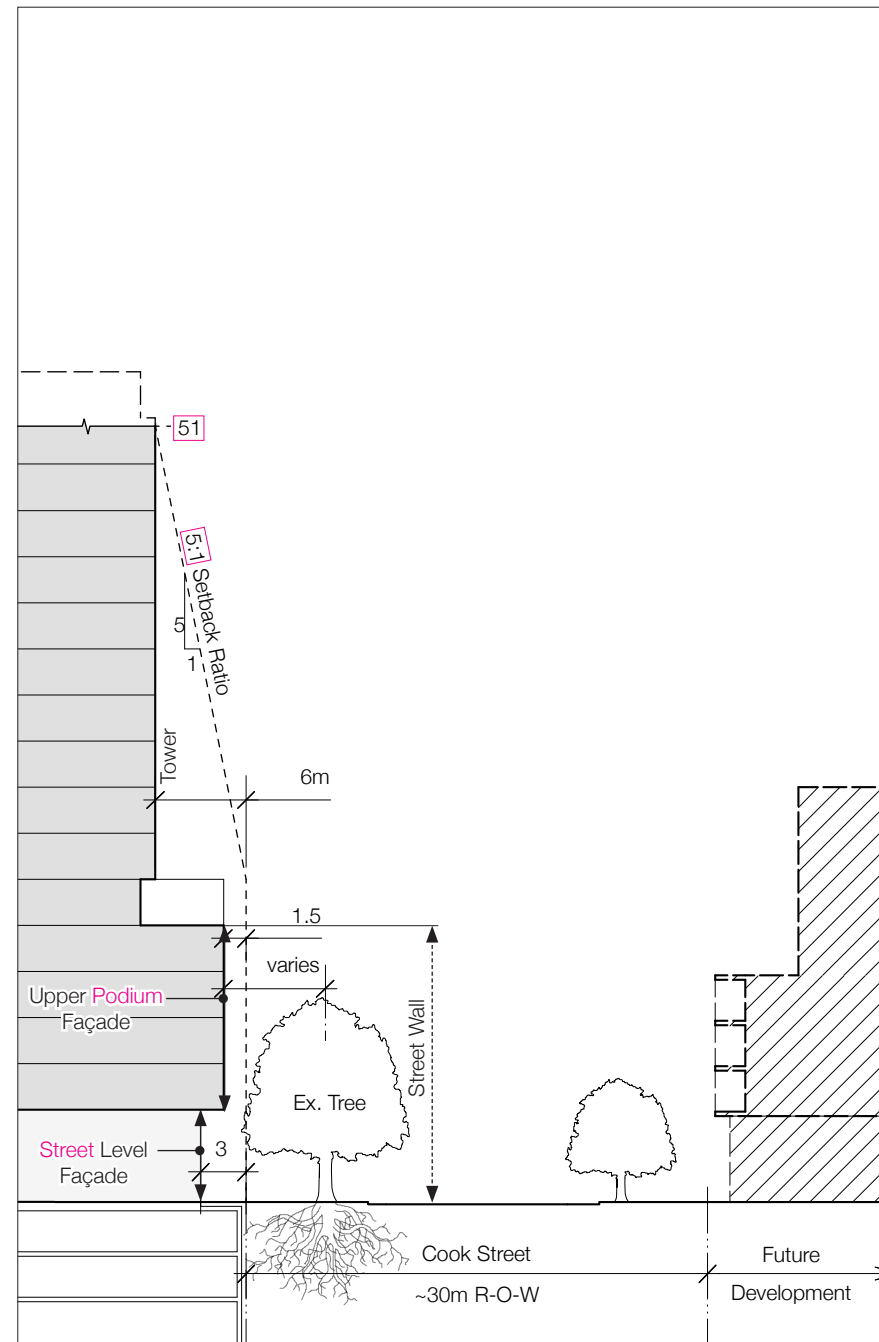 51
5:1 Setback Ratio
5
1
Tower
6m
1.5
varies
Upper Podium
Façade
Street Wall
Ex. Tree
Street Level
Façade
3
Cook Street
~30m R-O-W
Future
Development